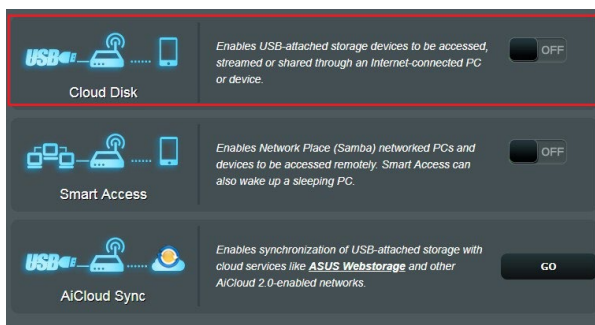 USB
Cloud Disk
Enables USB-attached storage devices to be accessed,
streamed or shared through an Internet-connected PC
or device.
OFF
Smart Access
Enables Network Place (Samba) networked PCs and
devices to be accessed remotely. Smart Access can
also wake up a sleeping PC.
OFF
USB
AiCloud Sync
Enables synchronization of USB-attached storage with
cloud services like ASUS Webstorage and other
AiCloud 2.0-enabled networks.
GO